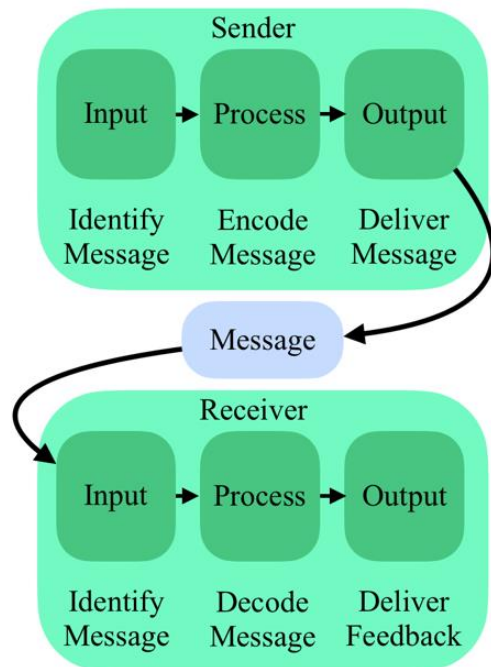 Sender
Input Process Output
Identify Encode Deliver
Message Message Message
Message
Receiver
Input Process Output
Identify Decode Deliver
Message Message Feedback